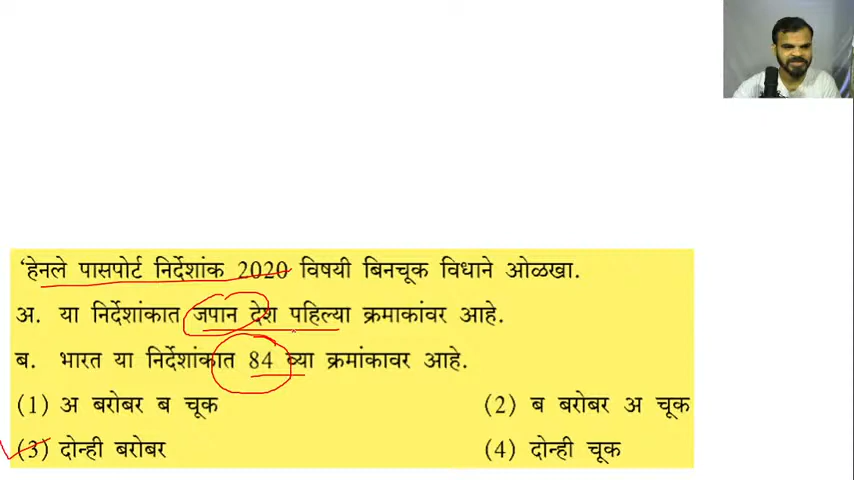 ‘हेनले पासपोर्ट निर्देशांक 2020 विषयी बिनचूक विधाने ओळखा.
अ. या निर्देशांकात जपान देश पहिल्या क्रमाकांवर आहे.
ब. भारत या निर्देशांकात 84 व्या क्रमांकावर आहे.
(1) अ बरोबर ब चूक (2) ब बरोबर अ चूक
(3) दोन्ही बरोबर (4) दोन्ही चूक